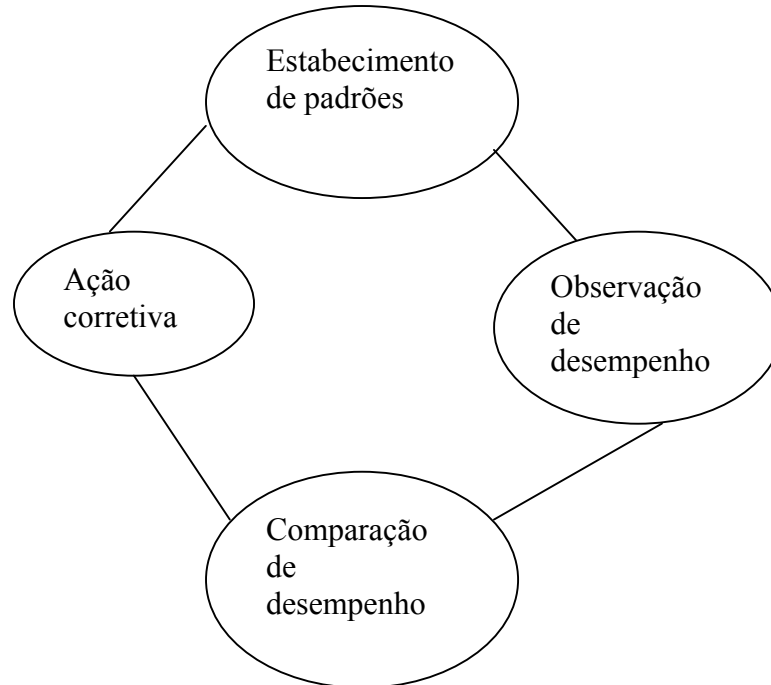 Estabecimento
de padrões
Ação
corretiva
Observação
de
desempenho
Comparação
de
desempenho